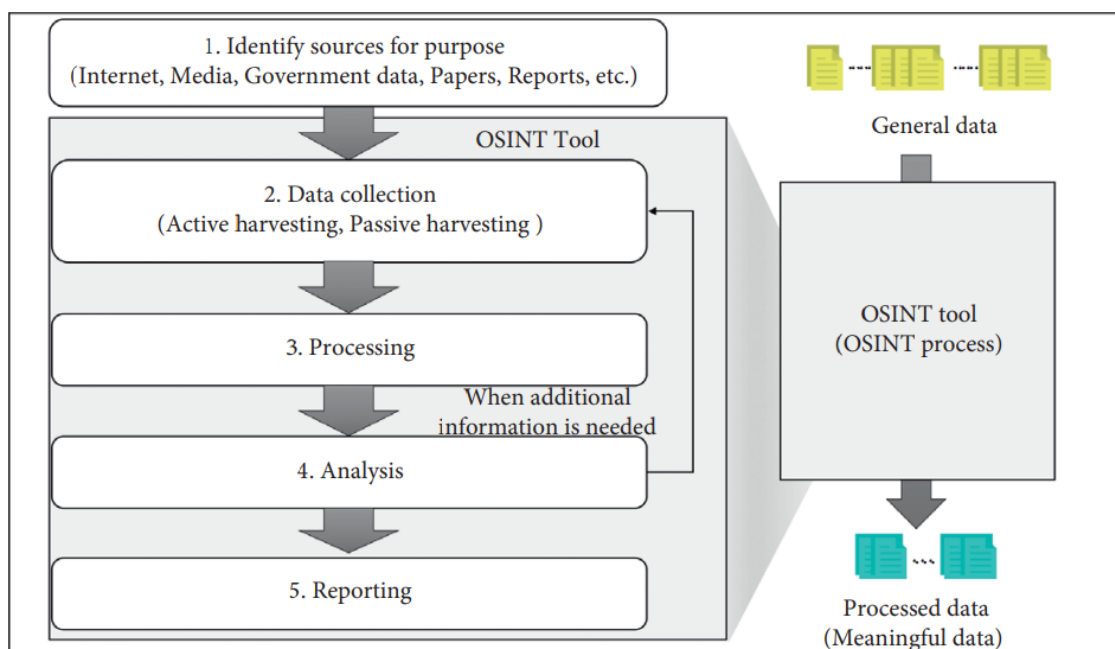 1. Identify sources for purpose
(Internet, Media, Government data, Papers, Reports, etc.)
OSINT Tool
2. Data collection
(Active harvesting, Passive harvesting )
3. Processing
When additional
information is needed
4. Analysis
5. Reporting
General data
OSINT tool
(OSINT process)
Processed data
(Meaningful data)